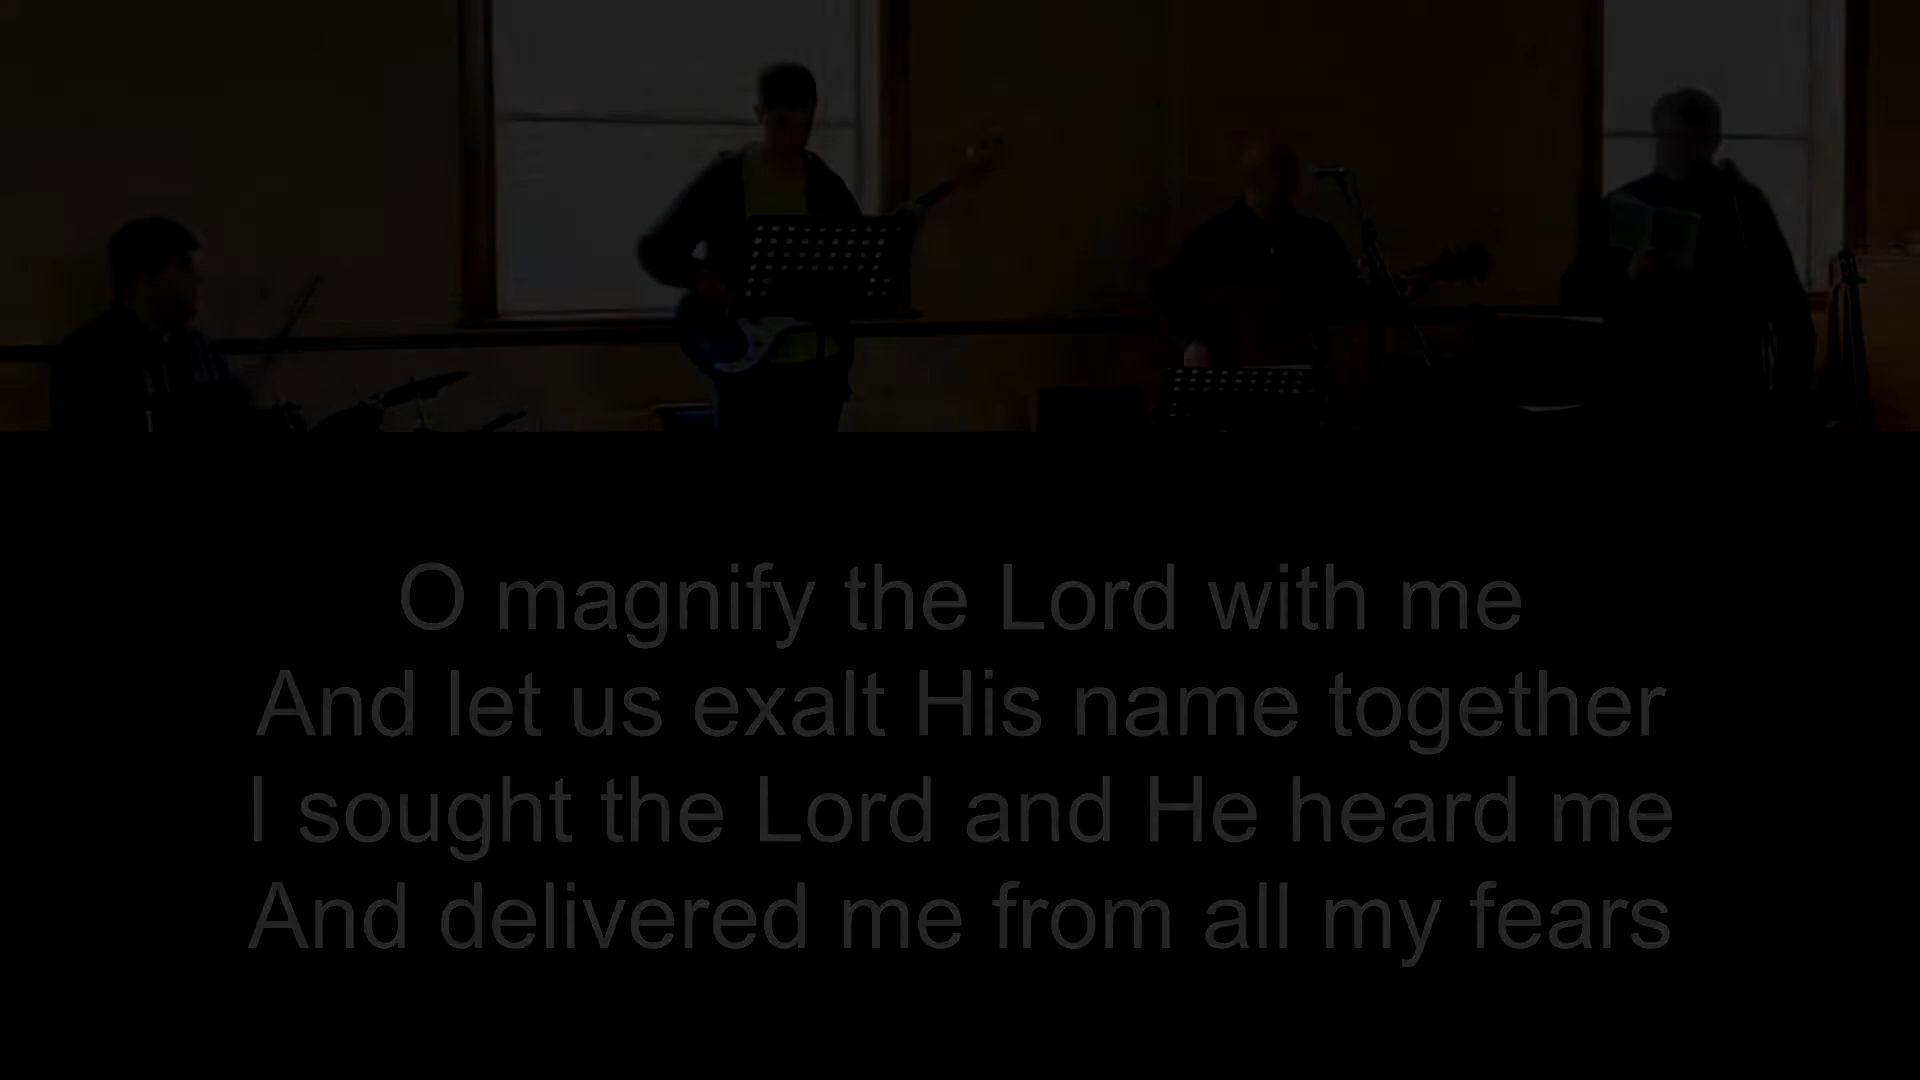 O magnify the Lord with me
And let us exalt His name together
I sought the Lord and He heard me
And delivered me from all my fears